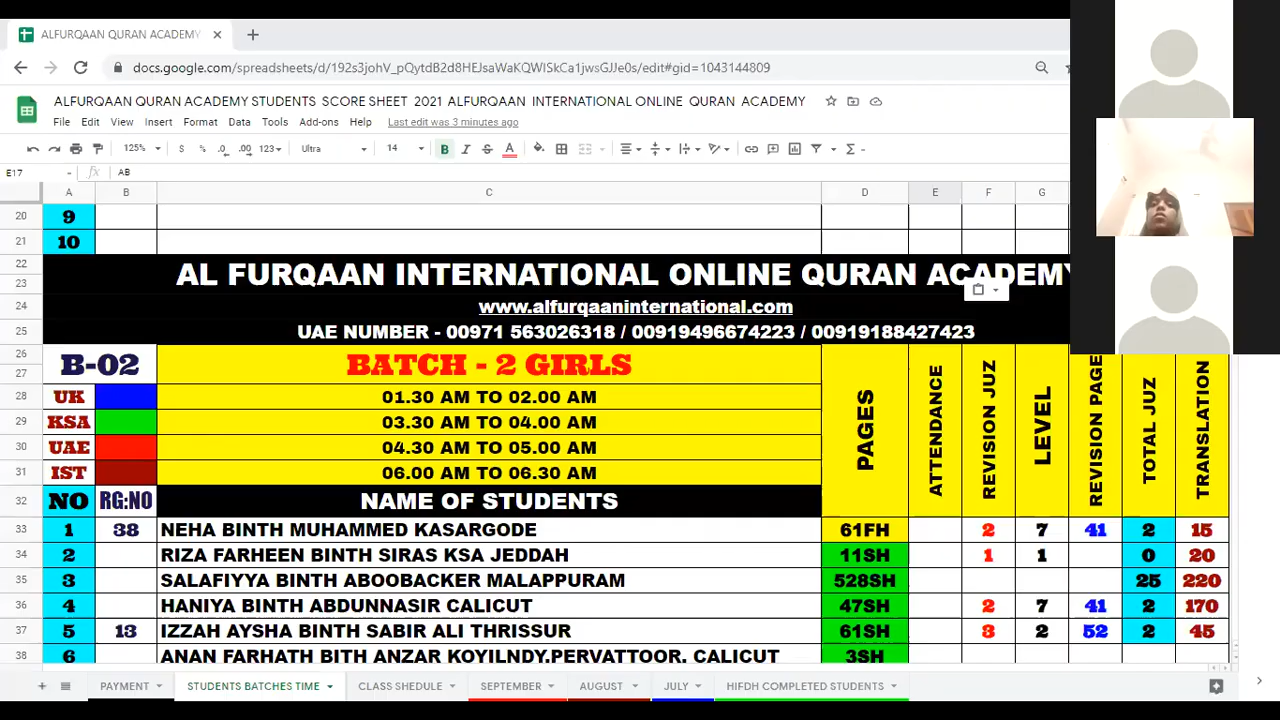 ALFURQAAN QURAN ACADEMY
docs.google.com/spreadsheets/d/192s3johV_pQytdB2d8HEJsaWaKQWISkCa1jwsGJJe0s/edit#gid=1043144809
ALFURQAAN QURAN ACADEMY STUDENTS SCORE SHEET 2021 ALFURQAAN INTERNATIONAL ONLINE QURAN ACADEMY
File Edit View Insert Format Data Tools Add-ons Help Last edit was 3 minutes ago
125% $ % .0 .00 123 Ultra 14 B I S A
E17 fx AB
A B C D E F G
20 9
21 10
22
23 AL FURQAAN INTERNATIONAL ONLINE QURAN ACADEMY
24 www.alfurqaaninternational.com
25 UAE NUMBER - 00971 563026318 / 00919496674223 / 00919188427423
26
27 B-02 BATCH - 2 GIRLS
28 UK 01.30 AM TO 02.00 AM
29 KSA 03.30 AM TO 04.00 AM
30 UAE 04.30 AM TO 05.00 AM
31 IST 06.00 AM TO 06.30 AM
PAGES ATTENDANCE REVISION JUZ LEVEL REVISION PAGE TOTAL JUZ TRANSLATION
32 NO RG:NO NAME OF STUDENTS
33 1 38 NEHA BINTH MUHAMMED KASARGODE 61FH 2 7 41 2 15
34 2 RIZA FARHEEN BINTH SIRAS KSA JEDDAH 11SH 1 1 0 20
35 3 SALAFIYYA BINTH ABOOBACKER MALAPPURAM 528SH 25 220
36 4 HANIYA BINTH ABDUNNASIR CALICUT 47SH 2 7 41 2 170
37 5 13 IZZAH AYSHA BINTH SABIR ALI THRISSUR 61SH 3 2 52 2 45
38 6 ANAN FARHATH BITH ANZAR KOYILNDY,PERVATTOOR, CALICUT 3SH
PAYMENT STUDENTS BATCHES TIME CLASS SHEDULE SEPTEMBER AUGUST JULY HIFDH COMPLETED STUDENTS